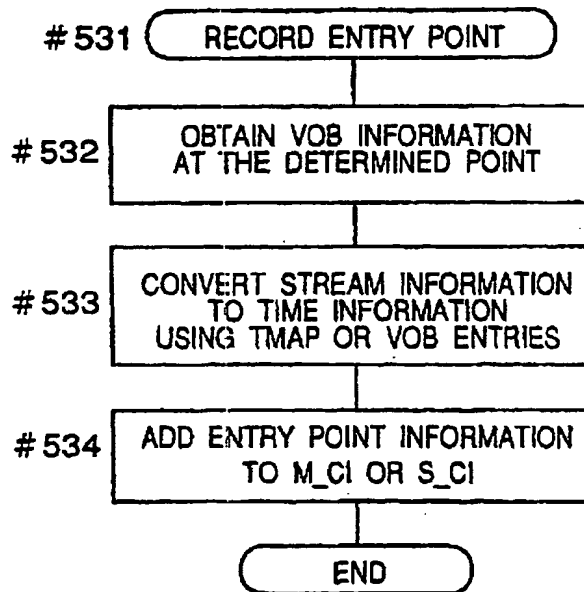 #531 RECORD ENTRY POINT
#532 OBTAIN VOB INFORMATION
AT THE DETERMINED POINT
#533 CONVERT STREAM INFORMATION
TO TIME INFORMATION
USING TMAP OR VOB ENTRIES
#534 ADD ENTRY POINT INFORMATION
TO M_CI OR S_CI
END